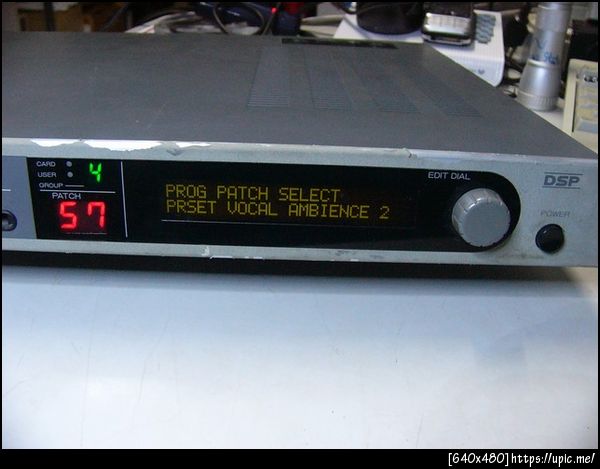 CARD
USER
GROUP
4
PATCH
57
PROG PATCH SELECT
PRSET VOCAL AMBIENCE 2
EDIT DIAL
DSP
POWER
[640x480]https://upic.me/